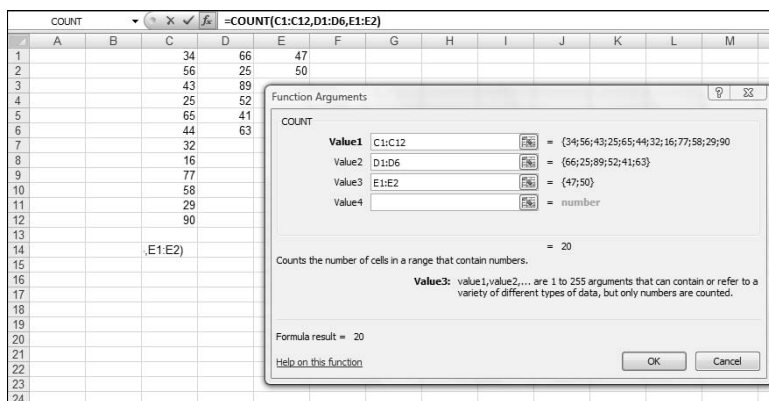 COUNT fx =COUNT(C1:C12,D1:D6,E1:E2)
A B C D E F G H I J K L M
1 34 66 47
2 56 25 50
3 43 89
4 25 52
5 65 41
6 44 63
7 32
8 16
9 77
10 58
11 29
12 90
13
14 ,E1:E2)
15
16
17
18
19
20
21
22
23
24
Function Arguments
COUNT
Value1 C1:C12 = {34;56;43;25;65;44;32;16;77;58;29;90
Value2 D1:D6 = {66;25;89;52;41;63}
Value3 E1:E2 = {47;50}
Value4 = number
= 20
Counts the number of cells in a range that contain numbers.
Value3: value1,value2,... are 1 to 255 arguments that can contain or refer to a
variety of different types of data, but only numbers are counted.
Formula result = 20
Help on this function OK Cancel